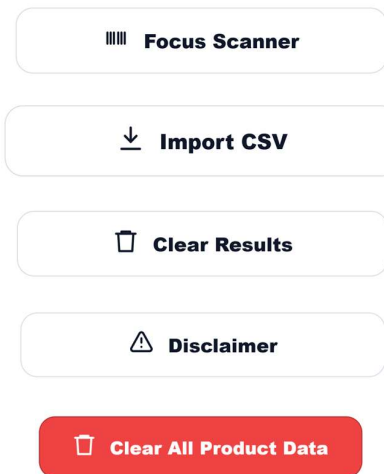 Focus Scanner
Import CSV
Clear Results
Disclaimer
Clear All Product Data